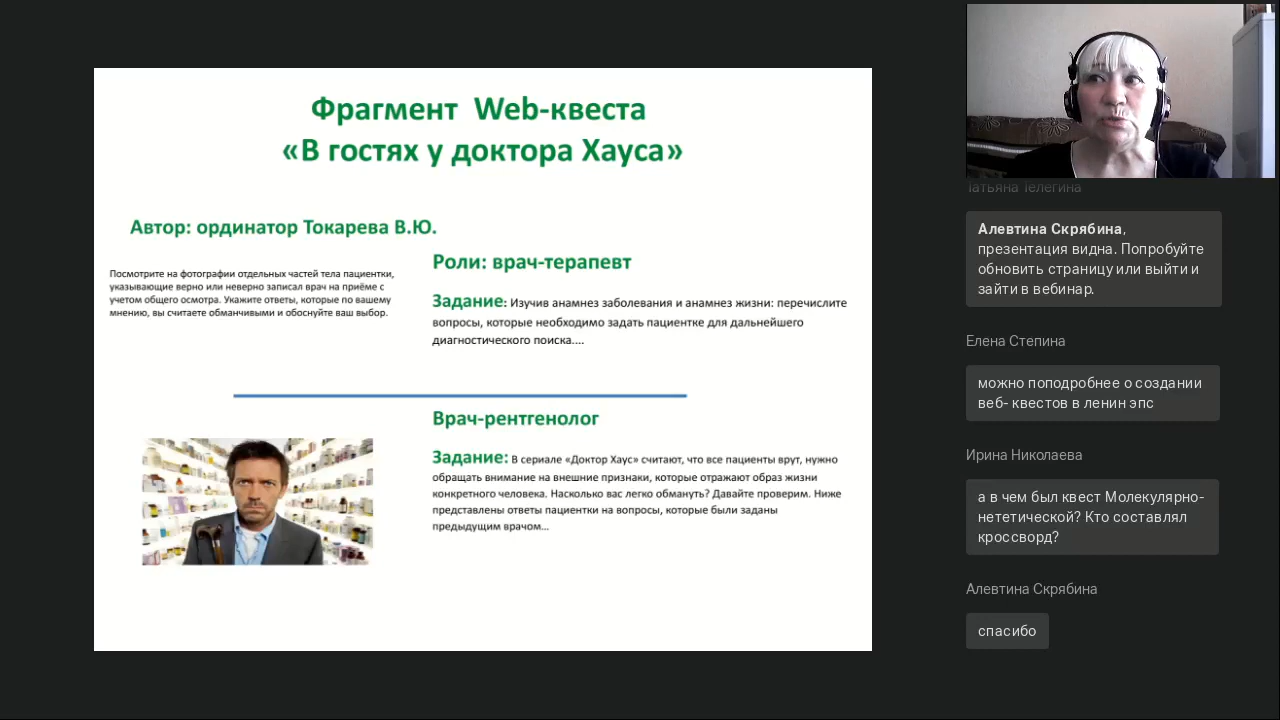 Фрагмент Web-квеста
«В гостях у доктора Хауса»
Автор: ординатор Токарева В.Ю.
Посмотрите на фотографии отдельных частей тела пациентки,
указывающие верно или неверно записал врач на приёме с
учетом общего осмотра. Укажите ответы, которые по вашему
мнению, вы считаете обманчивыми и обоснуйте ваш выбор.
Роли: врач-терапевт
Задание: Изучив анамнез заболевания и анамнез жизни: перечислите
вопросы, которые необходимо задать пациентке для дальнейшего
диагностического поиска....
Врач-рентгенолог
Задание: В сериале «Доктор Хаус» считают, что все пациенты врут, нужно
обращать внимание на внешние признаки, которые отражают образ жизни
конкретного человека. Насколько вас легко обмануть? Давайте проверим. Ниже
представлены ответы пациентки на вопросы, которые были заданы
предыдущим врачом...
Татьяна Телегина
Алевтина Скрябина,
презентация видна. Попробуйте
обновить страницу или выйти и
зайти в вебинар.
Елена Степина
можно поподробнее о создании
веб- квестов в ленин эпс
Ирина Николаева
а в чем был квест Молекулярно-
нететической? Кто составлял
кроссворд?
Алевтина Скрябина
спасибо